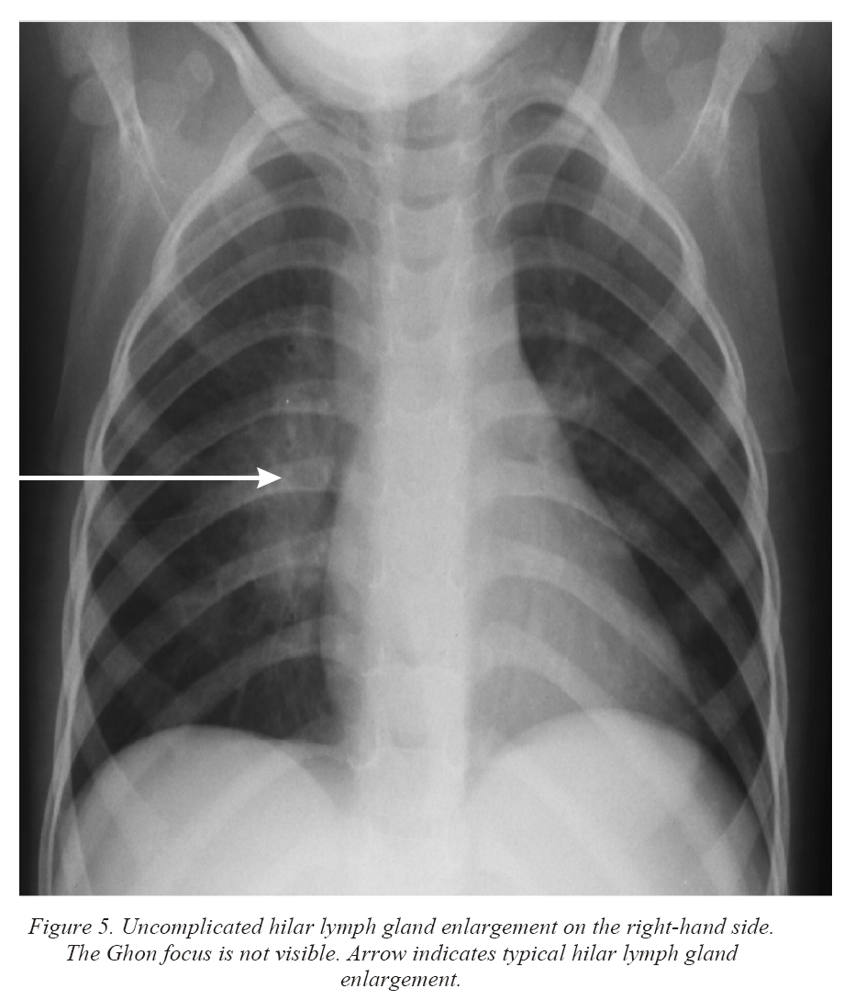 Figure 5. Uncomplicated hilar lymph gland enlargement on the right-hand side.
The Ghon focus is not visible. Arrow indicates typical hilar lymph gland
enlargement.